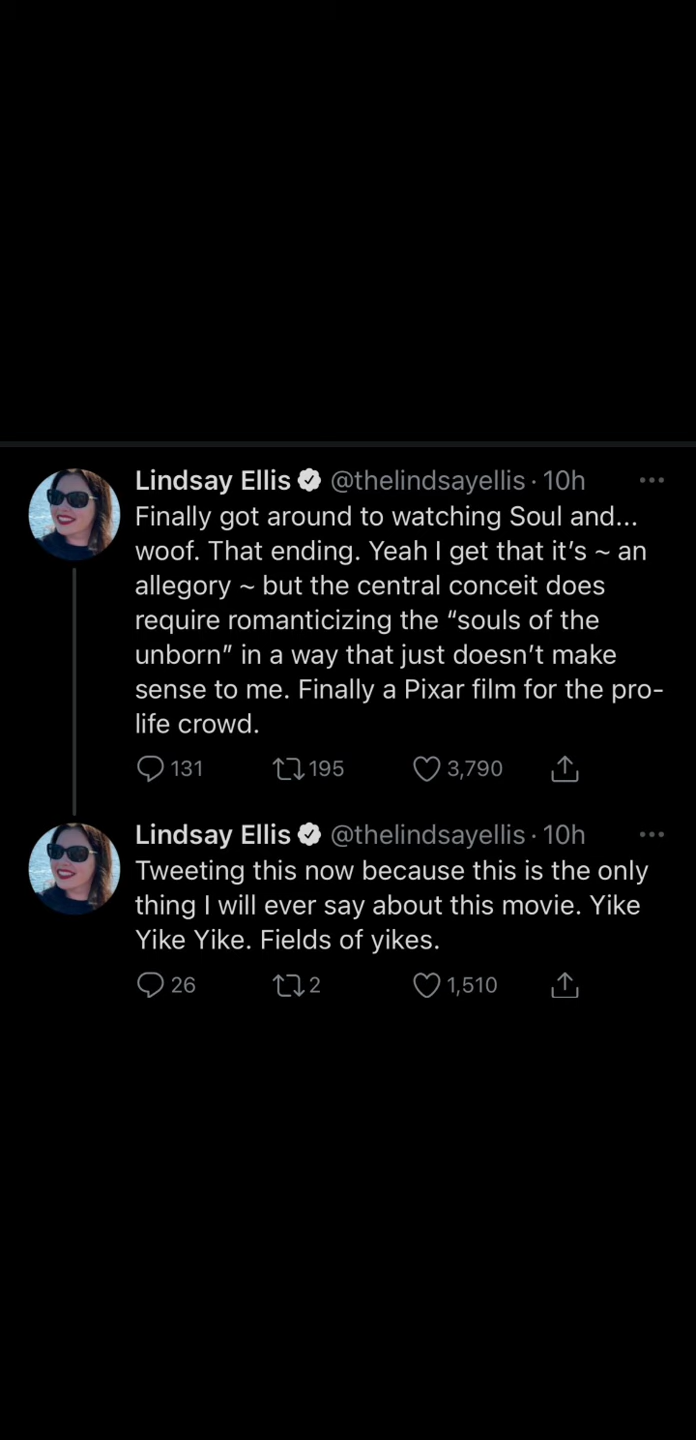 Lindsay Ellis @thelindsayellis · 10h
Finally got around to watching Soul and...
woof. That ending. Yeah I get that it’s ~ an
allegory ~ but the central conceit does
require romanticizing the “souls of the
unborn” in a way that just doesn’t make
sense to me. Finally a Pixar film for the pro-
life crowd.
131 195 3,790
Lindsay Ellis @thelindsayellis · 10h
Tweeting this now because this is the only
thing I will ever say about this movie. Yike
Yike Yike. Fields of yikes.
26 2 1,510